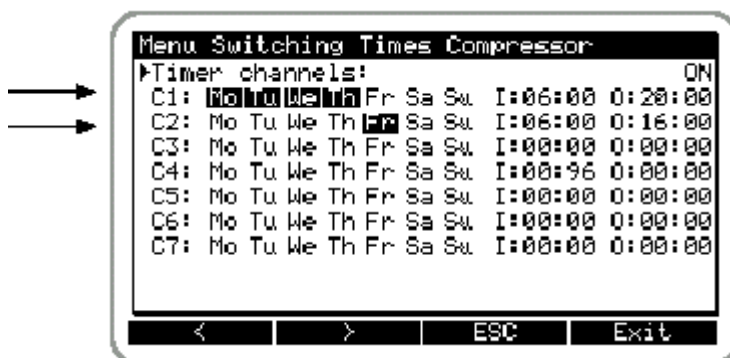 Menu Switching Times Compressor
Timer channels: ON
C1: Mo Tu We Th Fr Sa Su I:06:00 O:20:00
C2: Mo Tu We Th Fr Sa Su I:06:00 O:16:00
C3: Mo Tu We Th Fr Sa Su I:00:00 O:00:00
C4: Mo Tu We Th Fr Sa Su I:00:96 O:00:00
C5: Mo Tu We Th Fr Sa Su I:00:00 O:00:00
C6: Mo Tu We Th Fr Sa Su I:00:00 O:00:00
C7: Mo Tu We Th Fr Sa Su I:00:00 O:00:00
< > ESC Exit